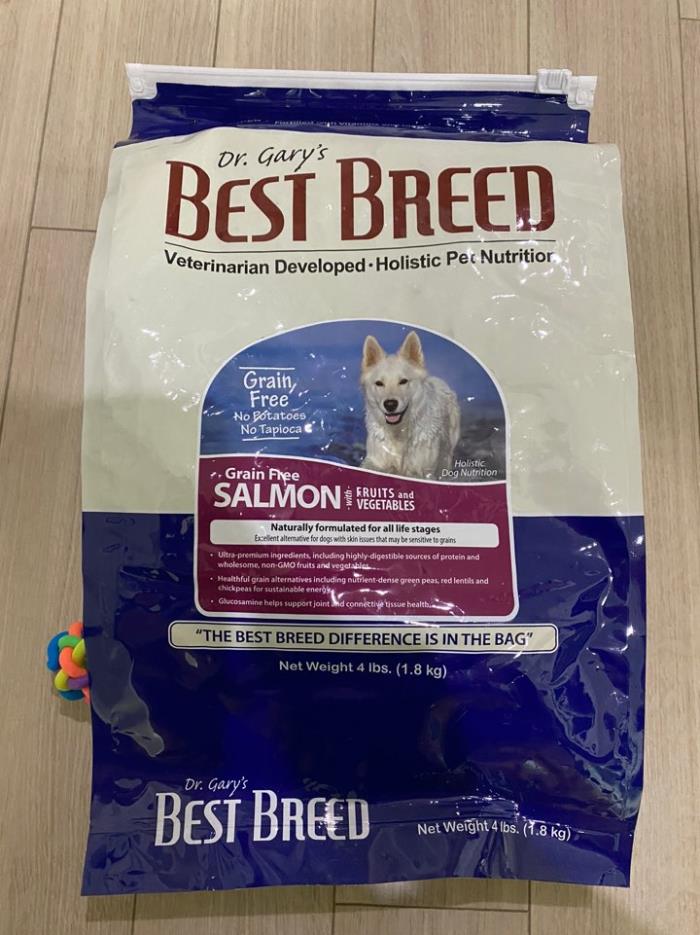 Dr. Gary's
BEST BREED
Veterinarian Developed • Holistic Pet Nutrition
Grain
Free
No Potatoes
No Tapioca
Holistic
Dog Nutrition
Grain Free
SALMON with FRUITS and
VEGETABLES
Naturally formulated for all life stages
Excellent alternative for dogs with skin issues that may be sensitive to grains
• Ultra-premium ingredients, including highly-digestible sources of protein and
wholesome, non-GMO fruits and vegetables
• Healthful grain alternatives including nutrient-dense green peas, red lentils and
chickpeas for sustainable energy
• Glucosamine helps support joint and connective tissue health
"THE BEST BREED DIFFERENCE IS IN THE BAG"
Net Weight 4 lbs. (1.8 kg)
Dr. Gary's
BEST BREED
Net Weight 4 lbs. (1.8 kg)